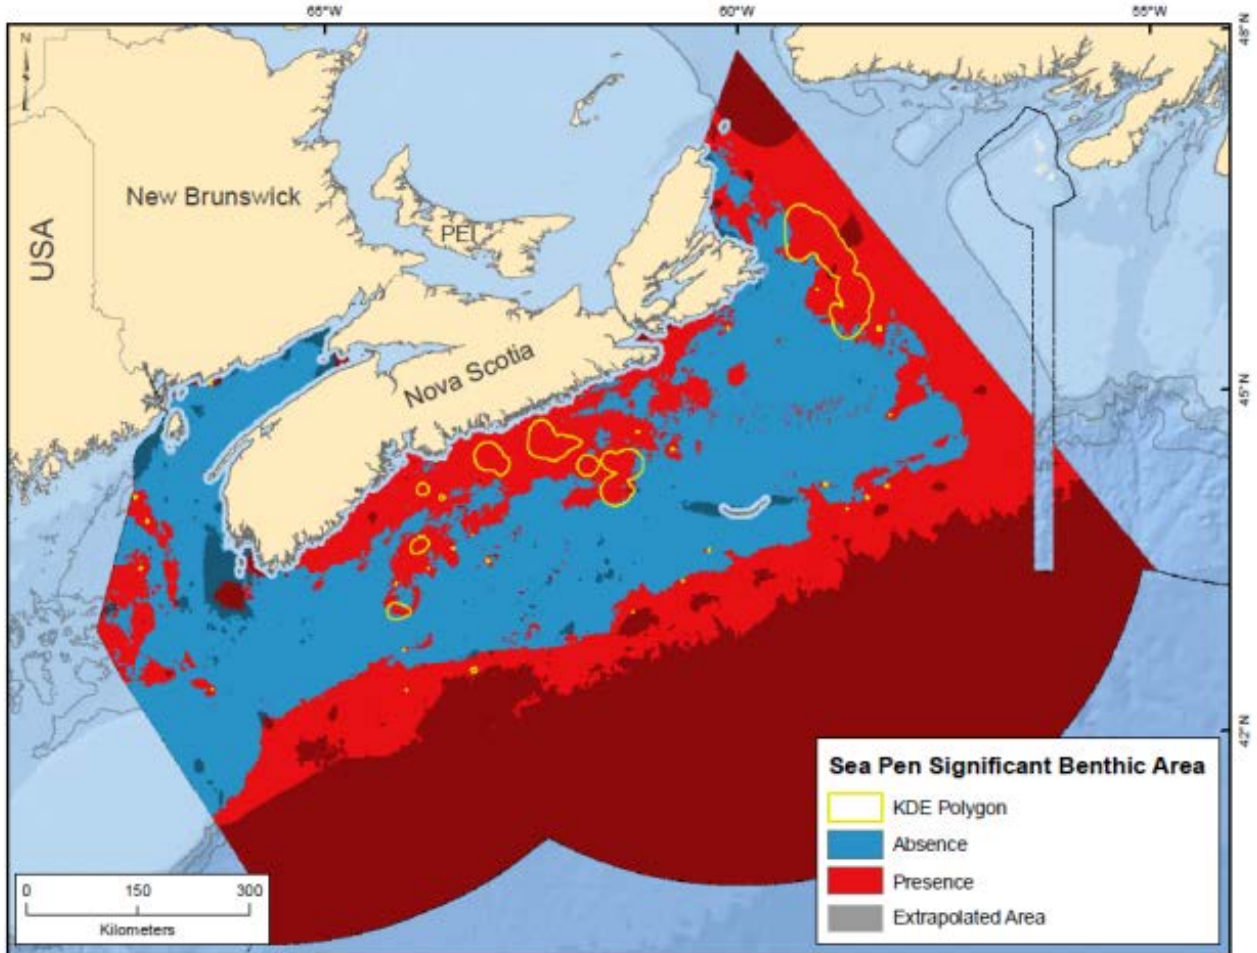 65°W 60°W 55°W
48°N
N
New Brunswick
PEI
USA
Nova Scotia
45°N
42°N
Sea Pen Significant Benthic Area
KDE Polygon
Absence
Presence
Extrapolated Area
0 150 300
Kilometers